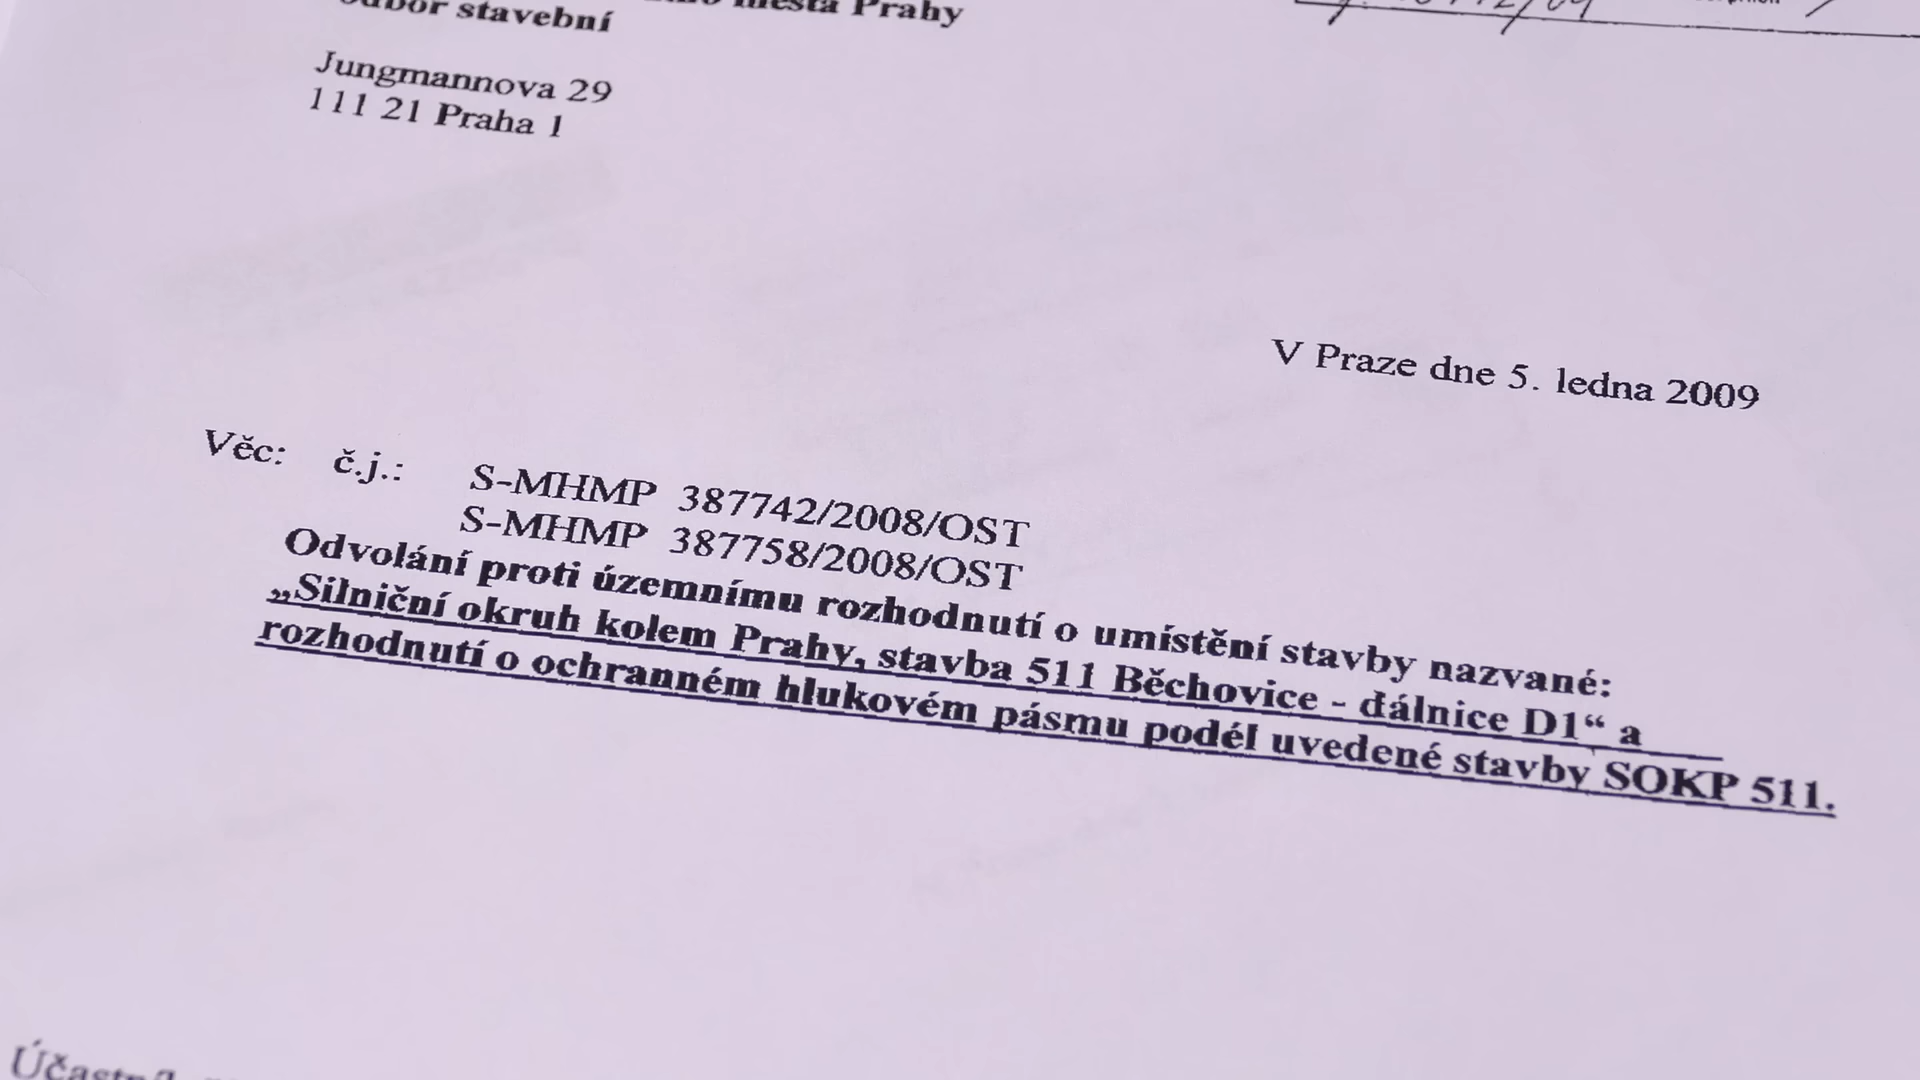 města Prahy
odbor stavební
Jungmannova 29
111 21 Praha 1
V Praze dne 5. ledna 2009
Věc: č.j.: S-MHMP 387742/2008/OST
S-MHMP 387758/2008/OST
Odvolání proti územnímu rozhodnutí o umístění stavby nazvané:
„Silniční okruh kolem Prahy, stavba 511 Běchovice - dálnice D1“ a
rozhodnutí o ochranném hlukovém pásmu podél uvedené stavby SOKP 511.